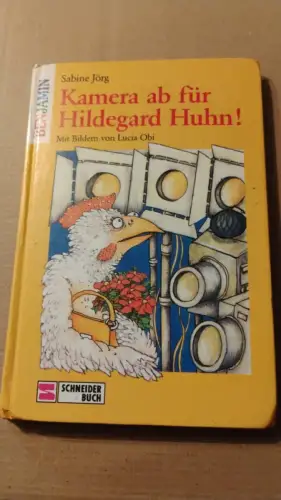 BENJAMIN
Sabine Jörg
Kamera ab für
Hildegard Huhn!
Mit Bildern von Lucia Obi
SCHNEIDER
BUCH